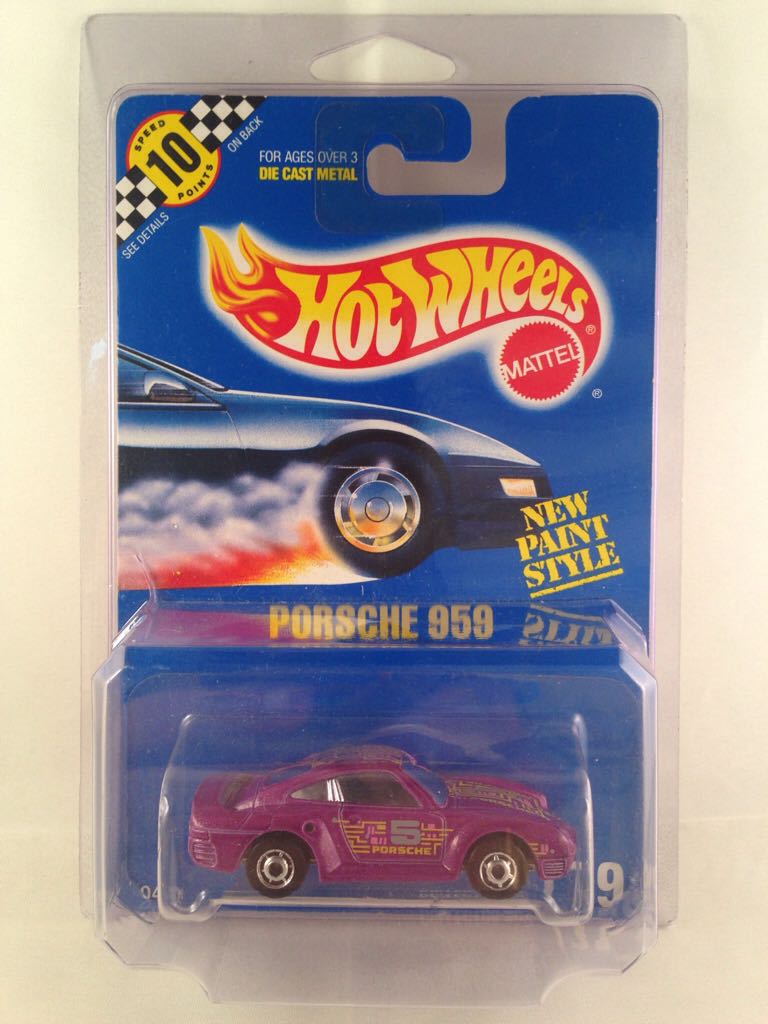 SPEED
10
POINTS
ON BACK
SEE DETAILS
FOR AGES OVER 3
DIE CAST METAL
HOT WHEELS ®
MATTEL ®
NEW
PAINT
STYLE
PORSCHE 959
5
PORSCHE